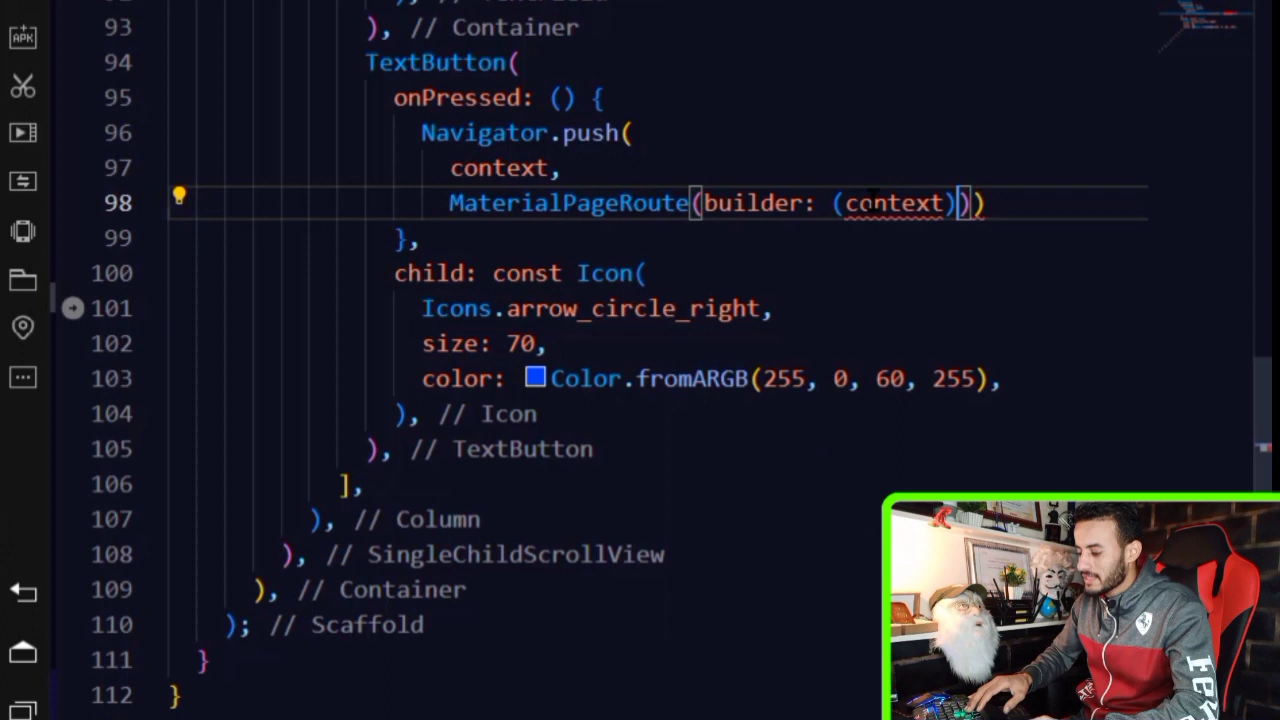 APK
93 ), // Container
94 TextButton(
95 onPressed: () {
96 Navigator.push(
97 context,
98 MaterialPageRoute(builder: (context)))
99 },
100 child: const Icon(
101 Icons.arrow_circle_right,
102 size: 70,
103 color: Color.fromARGB(255, 0, 60, 255),
104 ), // Icon
105 ), // TextButton
106 ],
107 ), // Column
108 ), // SingleChildScrollView
109 ), // Container
110 ); // Scaffold
111 }
112 }